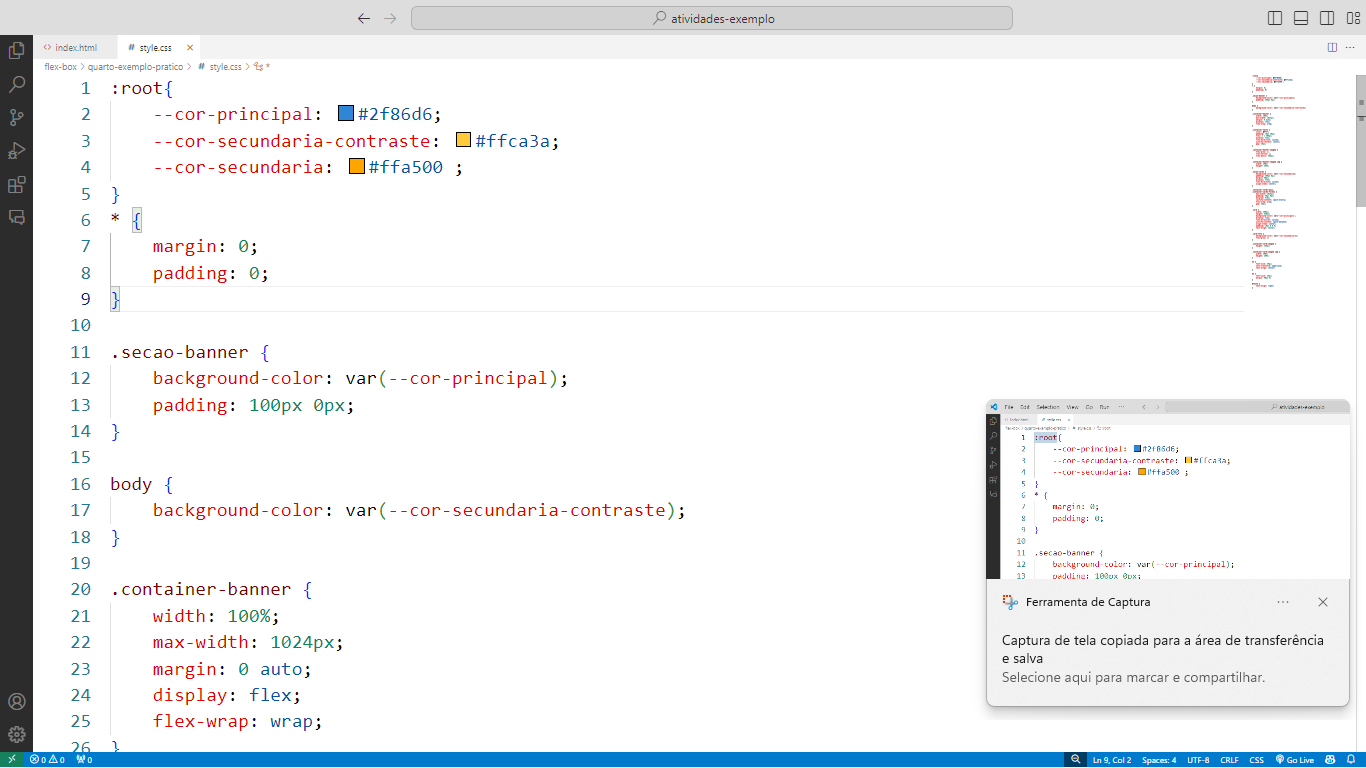 atividades-exemplo
index.html
# style.css ×
flex-box > quarto-exemplo-pratico > # style.css > *
1 :root{
2 --cor-principal: #2f86d6;
3 --cor-secundaria-contraste: #ffca3a;
4 --cor-secundaria: #ffa500 ;
5 }
6 * {
7 margin: 0;
8 padding: 0;
9 }
10
11 .secao-banner {
12 background-color: var(--cor-principal);
13 padding: 100px 0px;
14 }
15
16 body {
17 background-color: var(--cor-secundaria-contraste);
18 }
19
20 .container-banner {
21 width: 100%;
22 max-width: 1024px;
23 margin: 0 auto;
24 display: flex;
25 flex-wrap: wrap;
26 }
File Edit Selection View Go Run ···
atividades-exemplo
1 :root{
2 --cor-principal: #2f86d6;
3 --cor-secundaria-contraste: #ffca3a;
4 --cor-secundaria: #ffa500 ;
5 }
6 * {
7 margin: 0;
8 padding: 0;
9 }
10
11 .secao-banner {
12 background-color: var(--cor-principal);
13 padding: 100px 0px;
Ferramenta de Captura
Captura de tela copiada para a área de transferência
e salva
Selecione aqui para marcar e compartilhar.
0 0 0
Ln 9, Col 2 Spaces: 4 UTF-8 CRLF CSS Go Live